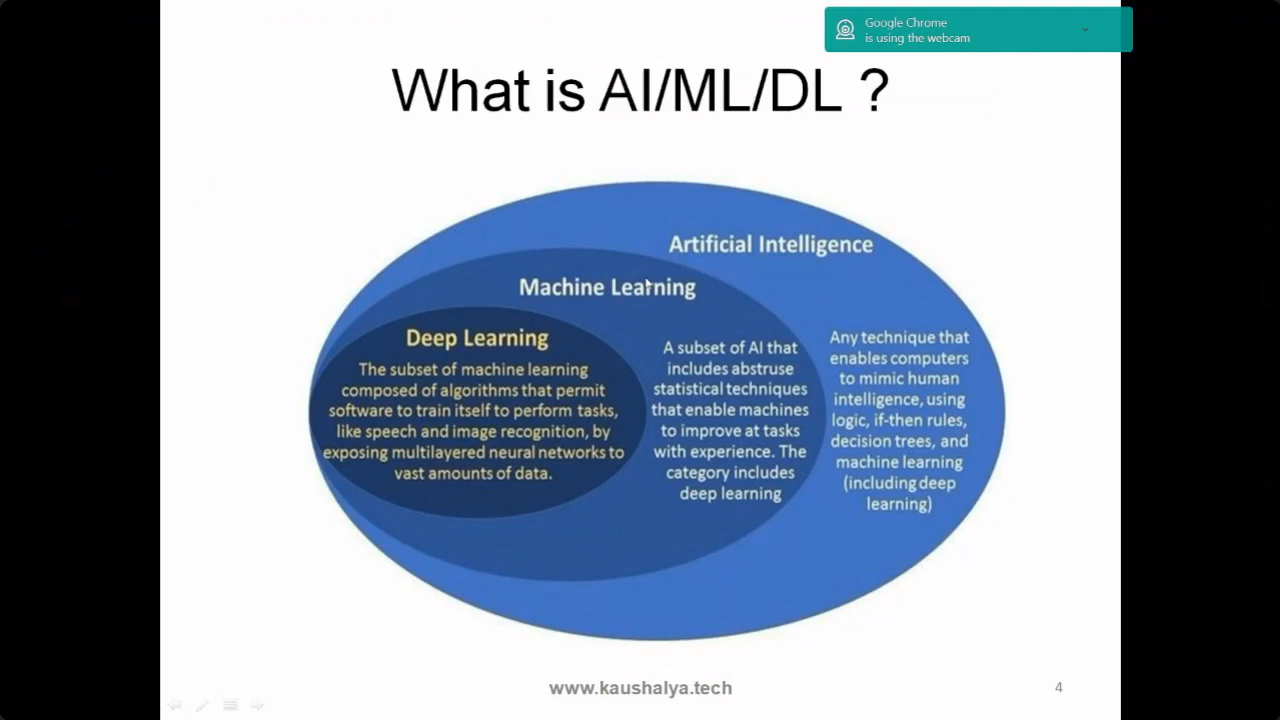 Google Chrome
is using the webcam
What is AI/ML/DL ?
Artificial Intelligence
Machine Learning
Deep Learning
The subset of machine learning
composed of algorithms that permit
software to train itself to perform tasks,
like speech and image recognition, by
exposing multilayered neural networks to
vast amounts of data.
A subset of AI that
includes abstruse
statistical techniques
that enable machines
to improve at tasks
with experience. The
category includes
deep learning
Any technique that
enables computers
to mimic human
intelligence, using
logic, if-then rules,
decision trees, and
machine learning
(including deep
learning)
www.kaushalya.tech
4